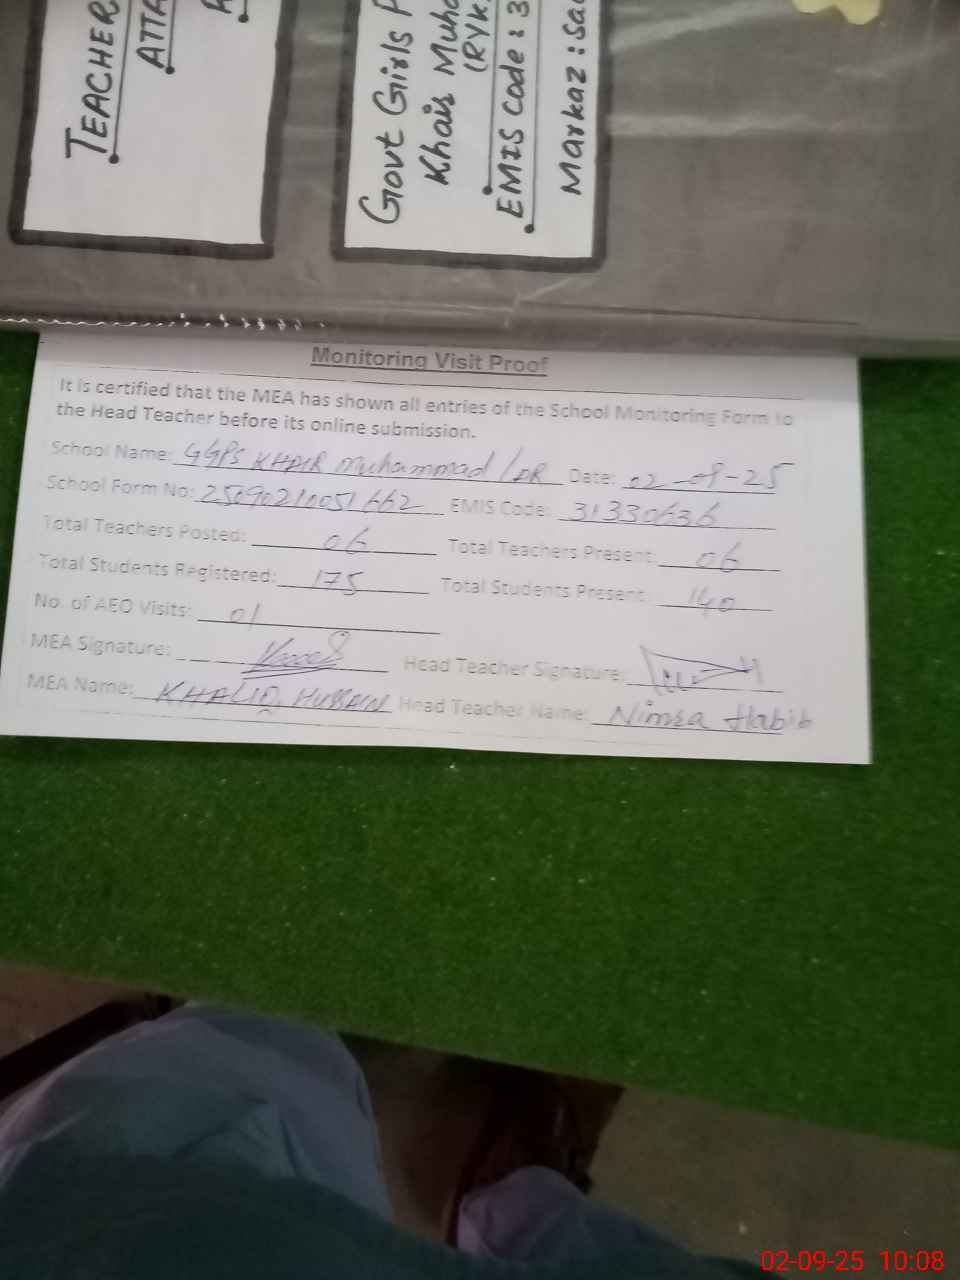 TEACHER
ATTA
Govt Girls P
Khair Muha
(RYK.
EMIS Code : 3
Markaz : Sa
Monitoring Visit Proof
It is certified that the MEA has shown all entries of the School Monitoring Form to
the Head Teacher before its online submission.
School Name: GGPS KHAIR Muhammad / DR Date: 02-09-25
School Form No: 25090210051662 EMIS Code: 31330636
Total Teachers Posted: 06 Total Teachers Present: 06
Total Students Registered: 175 Total Students Present: 140
No. of AEO Visits: 01
MEA Signature: Head Teacher Signature:
MEA Name: KHALID HUSSAIN Head Teacher Name: Nimra Habib
02-09-25 10:08